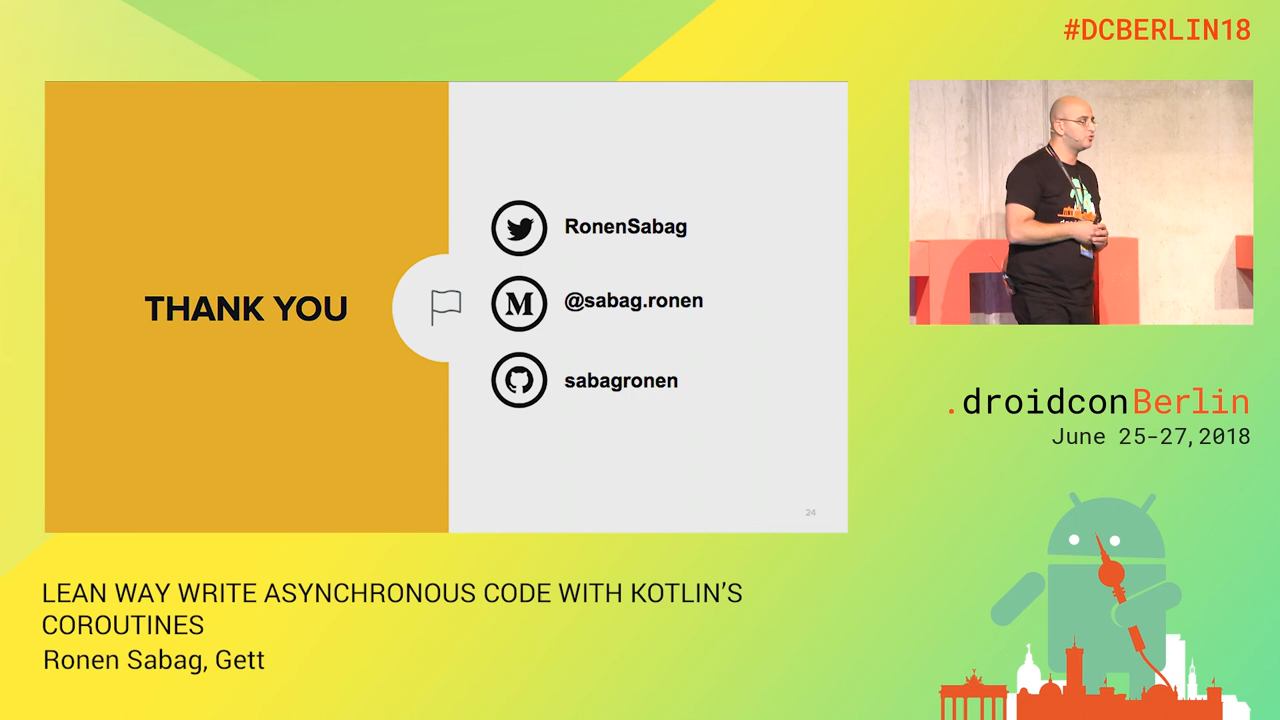 #DCBERLIN18
THANK YOU
RonenSabag
@sabag.ronen
sabagronen
24
.droidconBerlin
June 25-27, 2018
LEAN WAY WRITE ASYNCHRONOUS CODE WITH KOTLIN’S
COROUTINES
Ronen Sabag, Gett